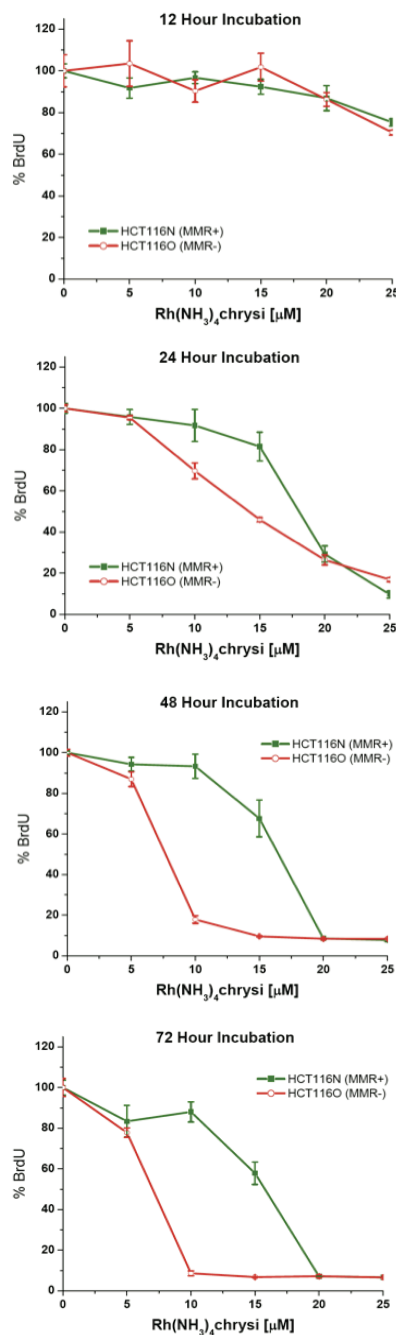 12 Hour Incubation
120
100
80
60
40
20
0
% BrdU
HCT116N (MMR+)
HCT116O (MMR-)
0 5 10 15 20 25
Rh(NH3)4chrysi [µM]
24 Hour Incubation
120
100
80
60
40
20
0
% BrdU
HCT116N (MMR+)
HCT116O (MMR-)
0 5 10 15 20 25
Rh(NH3)4chrysi [µM]
48 Hour Incubation
120
100
80
60
40
20
0
% BrdU
HCT116N (MMR+)
HCT116O (MMR-)
0 5 10 15 20 25
Rh(NH3)4chrysi [µM]
72 Hour Incubation
120
100
80
60
40
20
0
% BrdU
HCT116N (MMR+)
HCT116O (MMR-)
0 5 10 15 20 25
Rh(NH3)4chrysi [µM]